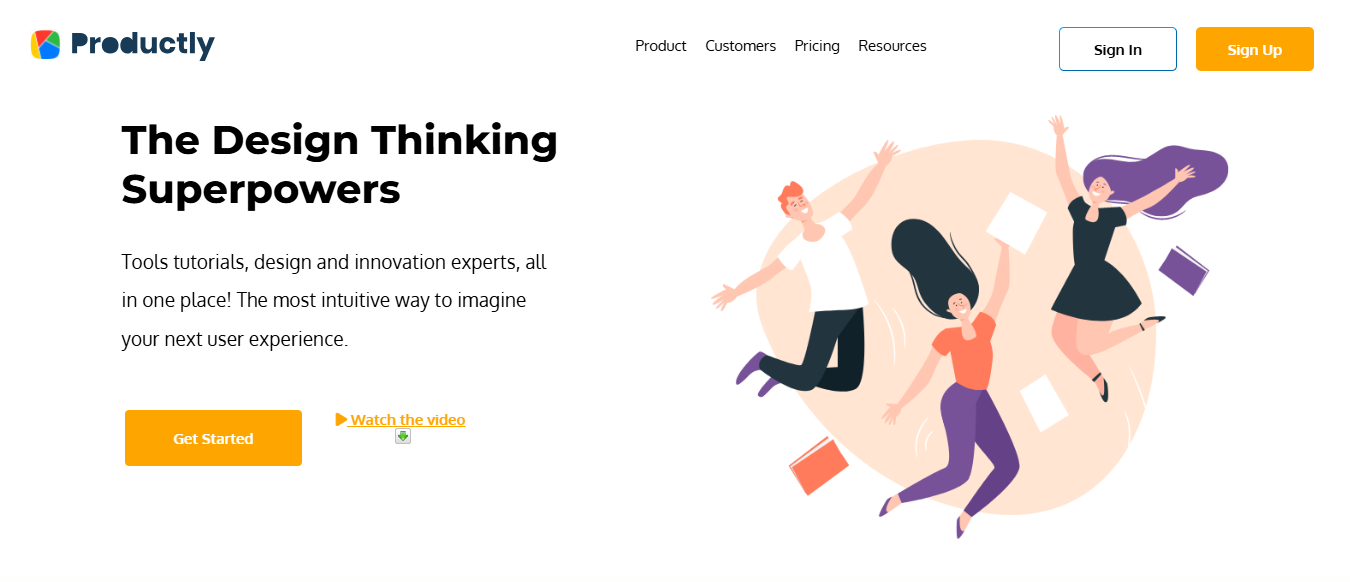 Productly
Product Customers Pricing Resources
Sign In
Sign Up
The Design Thinking
Superpowers
Tools tutorials, design and innovation experts, all
in one place! The most intuitive way to imagine
your next user experience.
Get Started
Watch the video